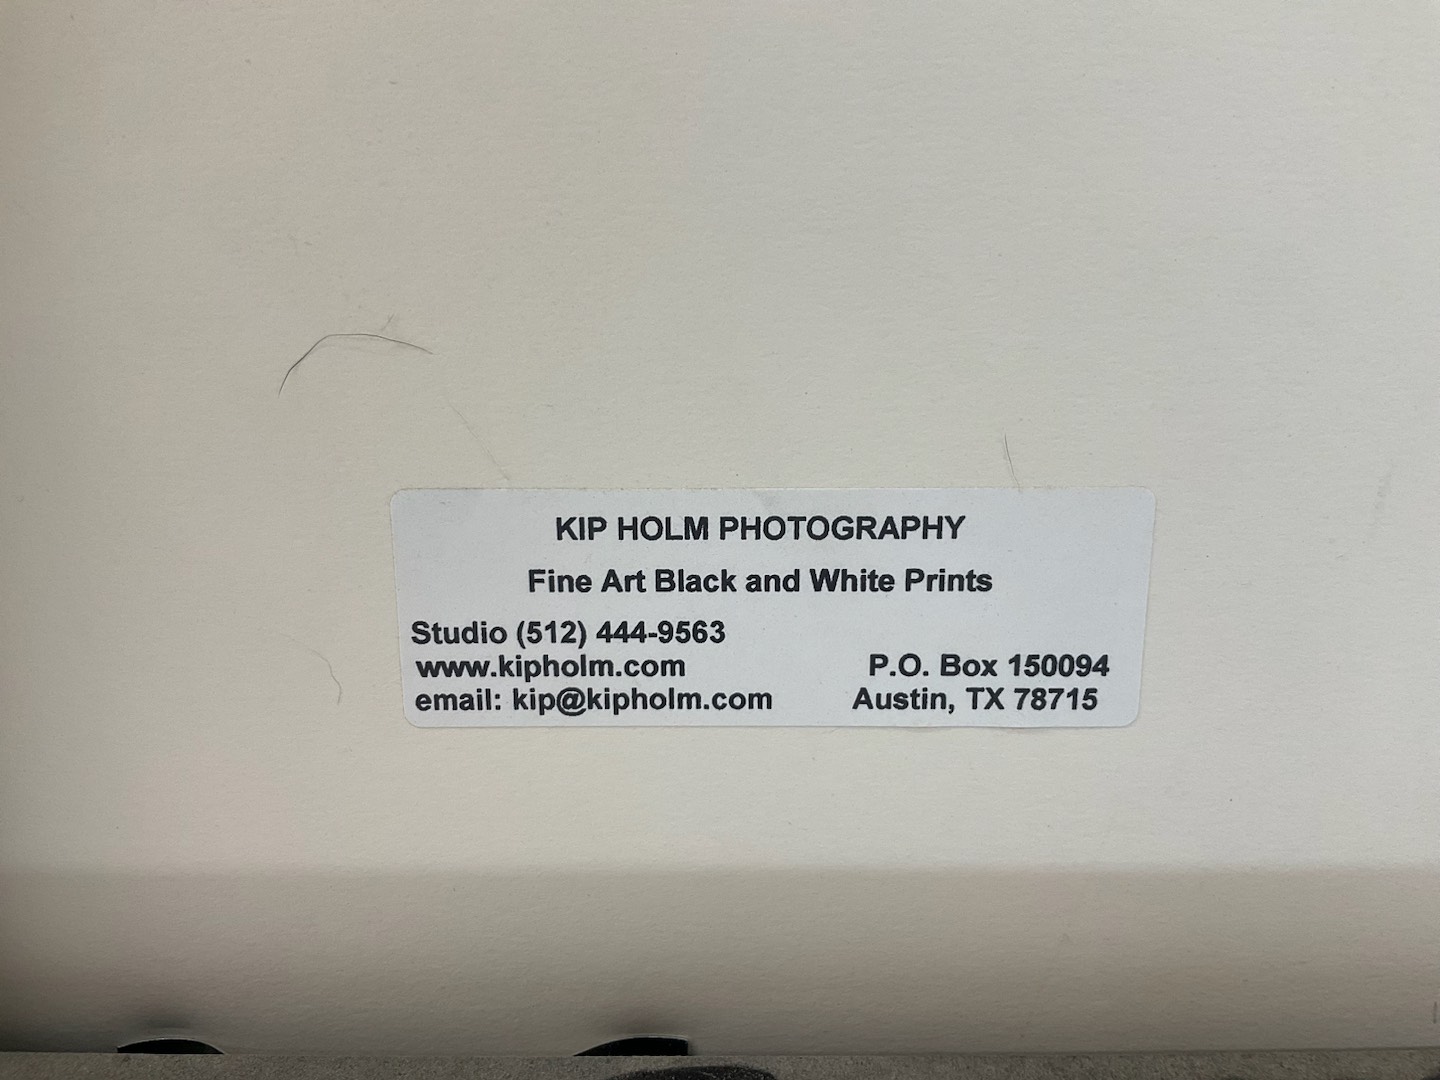 KIP HOLM PHOTOGRAPHY
Fine Art Black and White Prints
Studio (512) 444-9563
www.kipholm.com
email: kip@kipholm.com
P.O. Box 150094
Austin, TX 78715